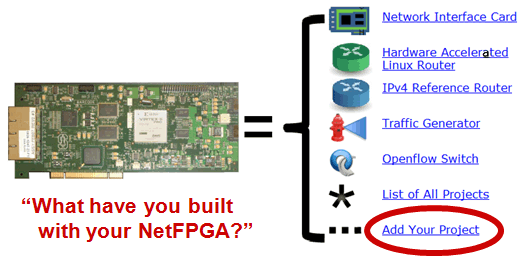 Network Interface Card
Hardware Accelerated
Linux Router
IPv4 Reference Router
Traffic Generator
Openflow Switch
List of All Projects
Add Your Project
“What have you built
with your NetFPGA?”